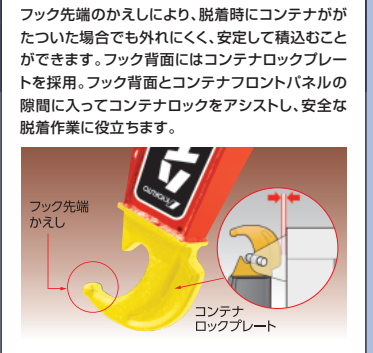 フック先端のかえしにより、脱着時にコンテナがが
たついた場合でも外れにくく、安定して積込むこと
ができます。フック背面にはコンテナロックプレー
トを採用。フック背面とコンテナフロントパネルの
隙間に入ってコンテナロックをアシストし、安全な
脱着作業に役立ちます。
フック先端
かえし
コンテナ
ロックプレート